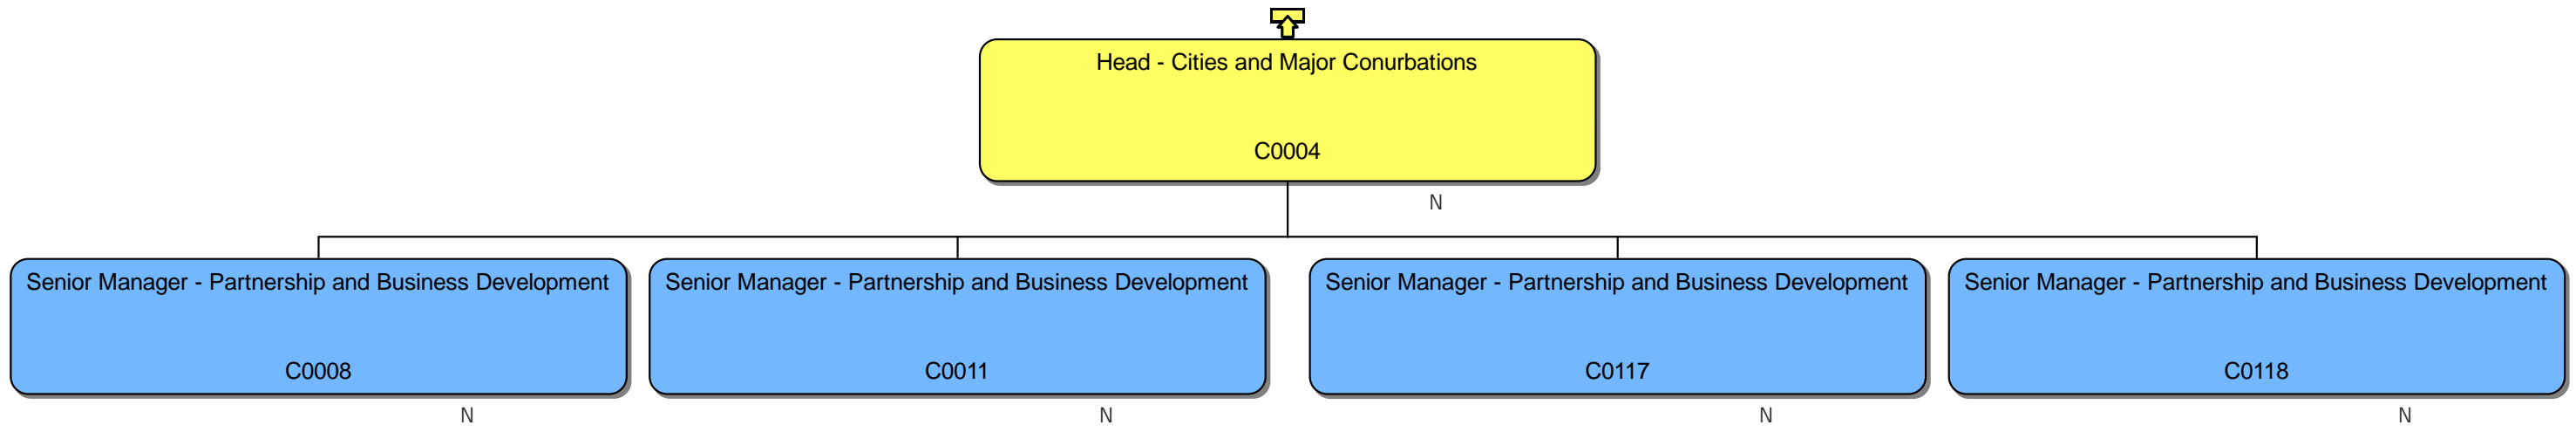 Head - Cities and Major Conurbations
C0004
N
Senior Manager - Partnership and Business Development
C0008
N
Senior Manager - Partnership and Business Development
C0011
N
Senior Manager - Partnership and Business Development
C0117
N
Senior Manager - Partnership and Business Development
C0118
N